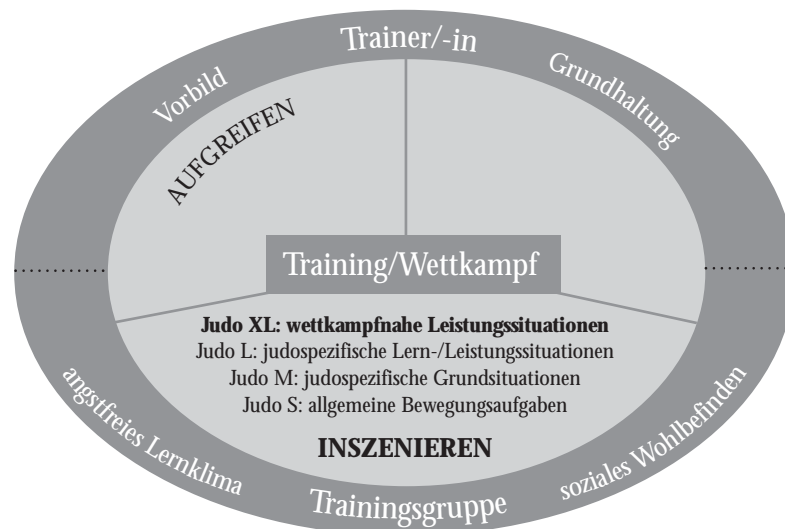 Trainer/-in
Vorbild
Grundhaltung
AUFGREIFEN
Training/Wettkampf
Judo XL: wettkampfnahe Leistungssituationen
Judo L: judospezifische Lern-/Leistungssituationen
Judo M: judospezifische Grundsituationen
Judo S: allgemeine Bewegungsaufgaben
INSZENIEREN
angstfreies Lernklima
Trainingsgruppe
soziales Wohlbefinden